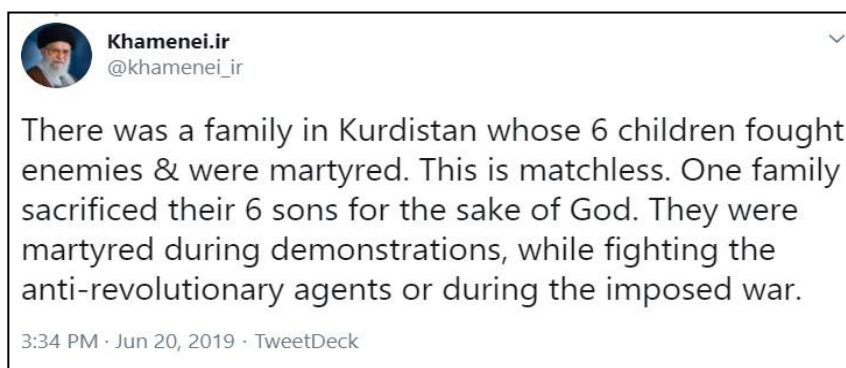 Khamenei.ir
@khamenei_ir
There was a family in Kurdistan whose 6 children fought
enemies & were martyred. This is matchless. One family
sacrificed their 6 sons for the sake of God. They were
martyred during demonstrations, while fighting the
anti-revolutionary agents or during the imposed war.
3:34 PM · Jun 20, 2019 · TweetDeck